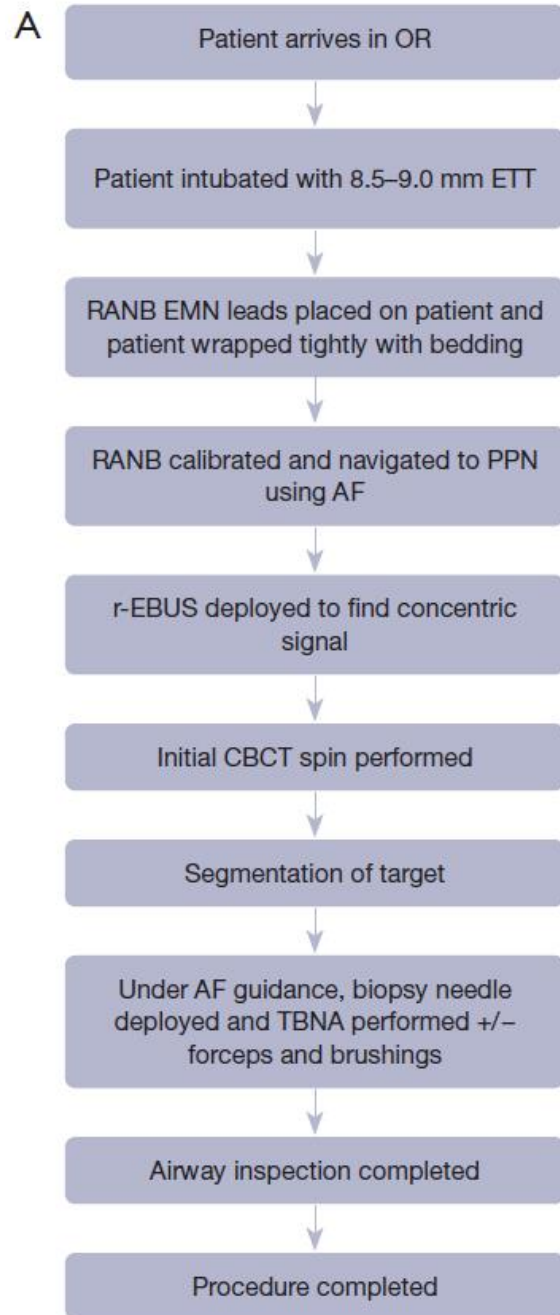 A
Patient arrives in OR
Patient intubated with 8.5–9.0 mm ETT
RANB EMN leads placed on patient and
patient wrapped tightly with bedding
RANB calibrated and navigated to PPN
using AF
r-EBUS deployed to find concentric
signal
Initial CBCT spin performed
Segmentation of target
Under AF guidance, biopsy needle
deployed and TBNA performed +/−
forceps and brushings
Airway inspection completed
Procedure completed